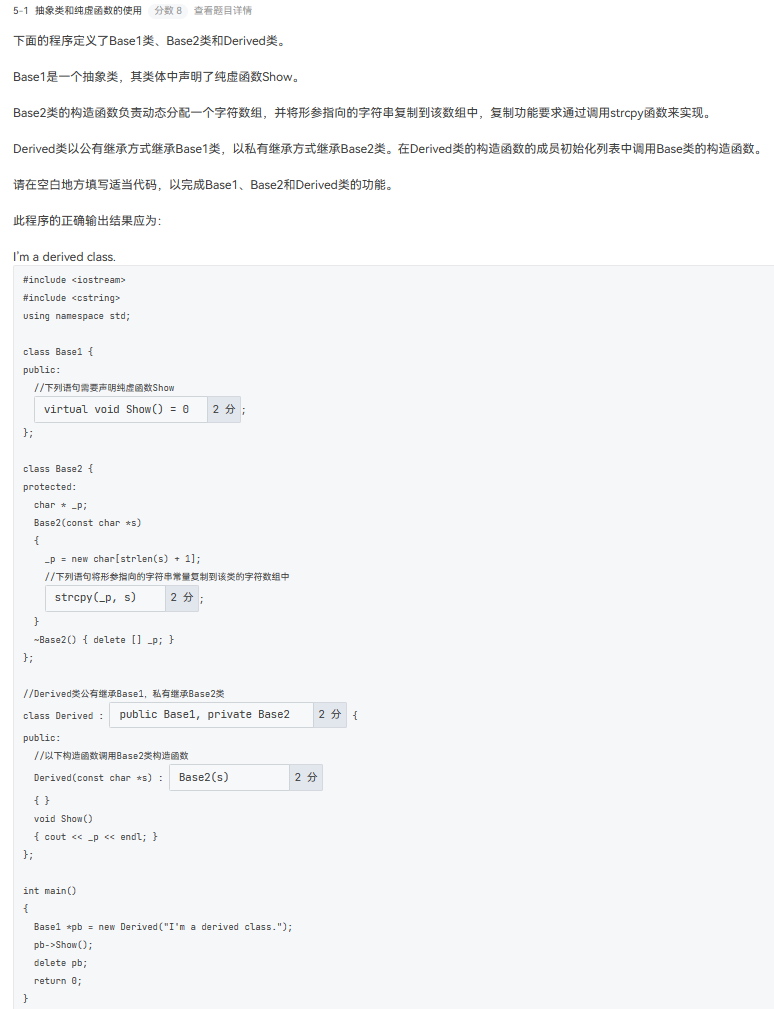 5-1 抽象类和纯虚函数的使用 分数 8 查看题目详情
下面的程序定义了Base1类、Base2类和Derived类。
Base1是一个抽象类，其类体中声明了纯虚函数Show。
Base2类的构造函数负责动态分配一个字符数组，并将形参指向的字符串复制到该数组中，复制功能要求通过调用strcpy函数来实现。
Derived类以公有继承方式继承Base1类，以私有继承方式继承Base2类。在Derived类的构造函数的成员初始化列表中调用Base类的构造函数。
请在空白地方填写适当代码，以完成Base1、Base2和Derived类的功能。
此程序的正确输出结果应为：
I'm a derived class.
#include <iostream>
#include <cstring>
using namespace std;
class Base1 {
public:
//下列语句需要声明纯虚函数Show
virtual void Show() = 0 2 分 ;
};
class Base2 {
protected:
char * _p;
Base2(const char *s)
{
_p = new char[strlen(s) + 1];
//下列语句将形参指向的字符串常量复制到该类的字符数组中
strcpy(_p, s) 2 分 ;
}
~Base2() { delete [] _p; }
};
//Derived类公有继承Base1，私有继承Base2类
class Derived : public Base1, private Base2 2 分 {
public:
//以下构造函数调用Base2类构造函数
Derived(const char *s) : Base2(s) 2 分
{ }
void Show()
{ cout << _p << endl; }
};
int main()
{
Base1 *pb = new Derived("I'm a derived class.");
pb->Show();
delete pb;
return 0;
}